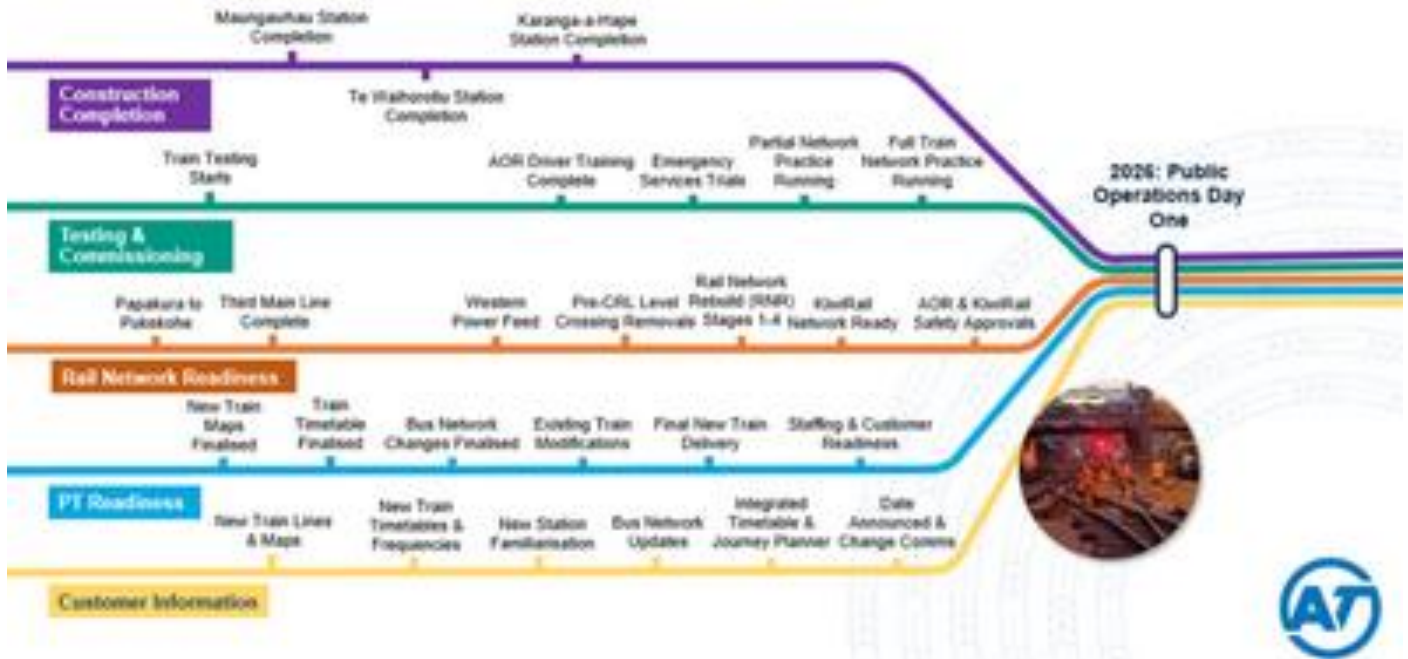 Maungawhau Station
Completion
Karanga-a-Hape
Station Completion
Construction
Completion
Te Waihorotiu Station
Completion
Train Testing
Starts
AOR Driver Training
Complete
Emergency
Services Trials
Partial Network
Practice
Running
Full Train
Network Practice
Running
2026: Public
Operations Day
One
Testing &
Commissioning
Papakura to
Pukekohe
Third Main Line
Complete
Western
Power Feed
Pre-CRL Level
Crossing Removals
Rail Network
Rebuild (RNR)
Stages 1-4
KiwiRail
Network Ready
AOR & KiwiRail
Safety Approvals
Rail Network Readiness
New Train
Maps
Finalised
Train
Timetable
Finalised
Bus Network
Changes Finalised
Existing Train
Modifications
Final New Train
Delivery
Staffing & Customer
Readiness
PT Readiness
New Train Lines
& Maps
New Train
Timetables &
Frequencies
New Station
Familiarisation
Bus Network
Updates
Integrated
Timetable &
Journey Planner
Date
Announced &
Change Comms
Customer Information
AT